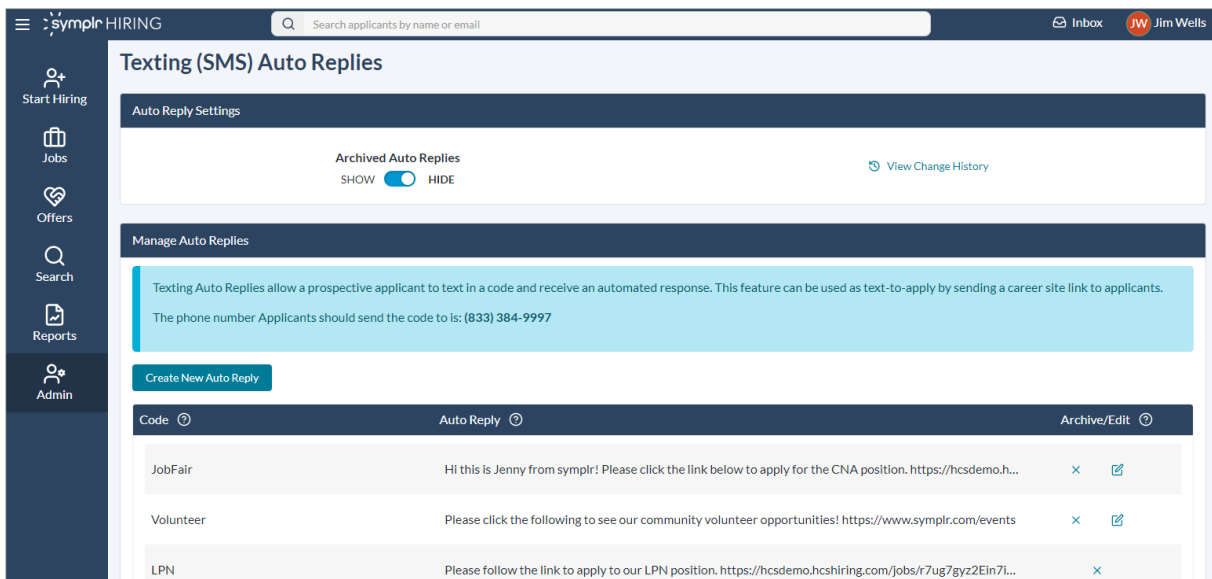 symplr HIRING
Search applicants by name or email
Inbox
JW Jim Wells
Start Hiring
Jobs
Offers
Search
Reports
Admin
Texting (SMS) Auto Replies
Auto Reply Settings
Archived Auto Replies
SHOW HIDE
View Change History
Manage Auto Replies
Texting Auto Replies allow a prospective applicant to text in a code and receive an automated response. This feature can be used as text-to-apply by sending a career site link to applicants.
The phone number Applicants should send the code to is: (833) 384-9997
Create New Auto Reply
Code ? Auto Reply ? Archive/Edit ?
JobFair Hi this is Jenny from symplr! Please click the link below to apply for the CNA position. https://hcsdemo.h...
Volunteer Please click the following to see our community volunteer opportunities! https://www.symplr.com/events
LPN Please follow the link to apply to our LPN position. https://hcsdemo.hcshiring.com/jobs/r7ug7gyz2Ein7i...